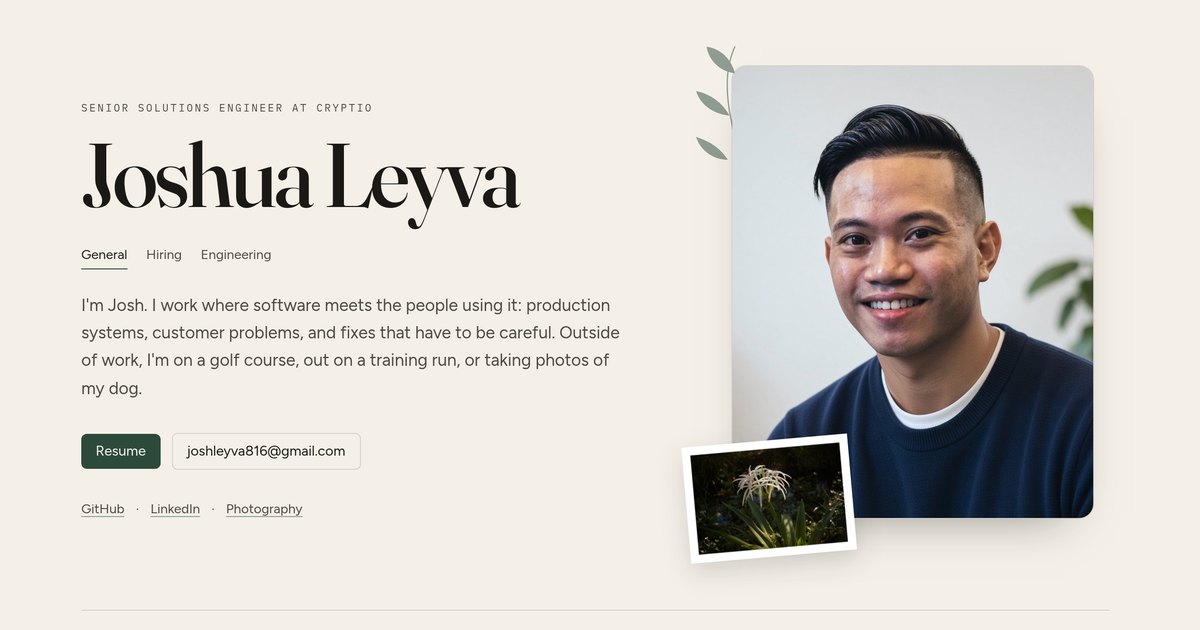 SENIOR SOLUTIONS ENGINEER AT CRYPTIO
Joshua Leyva
General Hiring Engineering
I'm Josh. I work where software meets the people using it: production
systems, customer problems, and fixes that have to be careful. Outside
of work, I'm on a golf course, out on a training run, or taking photos of
my dog.
Resume joshleyva816@gmail.com
GitHub · LinkedIn · Photography